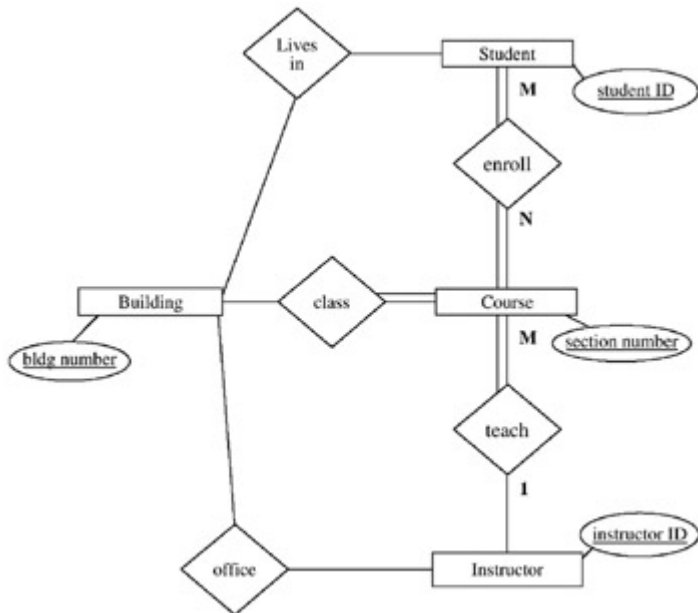 Lives
in
Student
M
student ID
enroll
N
Building
class
Course
bldg number
M
section number
teach
1
instructor ID
office
Instructor